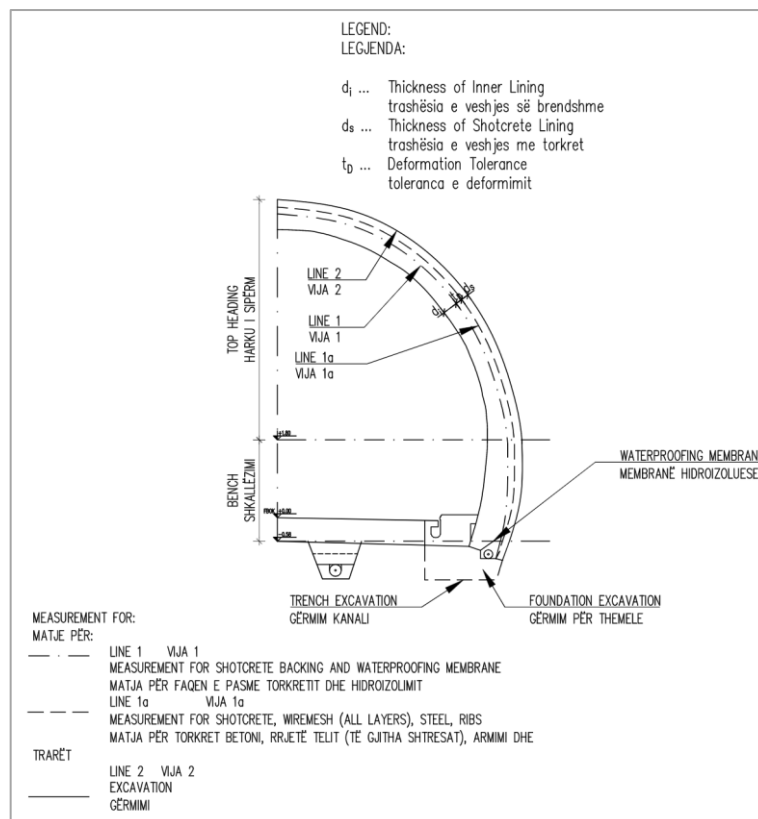 LEGEND:
LEGJENDA:
dᵢ ... Thickness of Inner Lining
trashësia e veshjes së brendshme
dₛ ... Thickness of Shotcrete Lining
trashësia e veshjes me torkret
t_D ... Deformation Tolerance
toleranca e deformimit
LINE 2
VIJA 2
LINE 1
VIJA 1
LINE 1a
VIJA 1a
dᵢ
dₛ
TOP HEADING
HARKU I SIPËRM
BENCH
SHKALLËZIMI
±0.00
WATERPROOFING MEMBRAN
MEMBRANË HIDROIZOLUESE
TRENCH EXCAVATION
GËRMIM KANALI
FOUNDATION EXCAVATION
GËRMIM PËR THEMELE
MEASUREMENT FOR:
MATJE PËR:
LINE 1 VIJA 1
MEASUREMENT FOR SHOTCRETE BACKING AND WATERPROOFING MEMBRANE
MATJA PËR FAQEN E PASME TORKRETIT DHE HIDROIZOLIMIT
LINE 1a VIJA 1a
MEASUREMENT FOR SHOTCRETE, WIREMESH (ALL LAYERS), STEEL, RIBS
MATJA PËR TORKRET BETONI, RRJETË TELIT (TË GJITHA SHTRESAT), ARMIMI DHE
TRARËT
LINE 2 VIJA 2
EXCAVATION
GËRMIMI